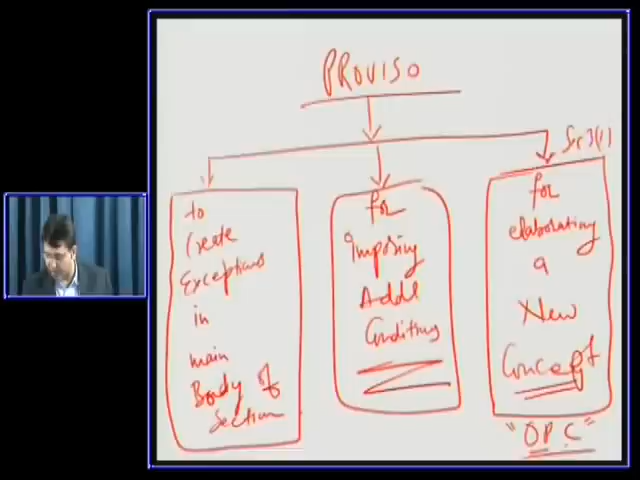 PROVISO
Sec 3(1)
to
Create
Exceptions
in
main
Body of
Section
for
Imposing
Addl
Conditions
for
elaborating
a
New
Concept
"OPC"